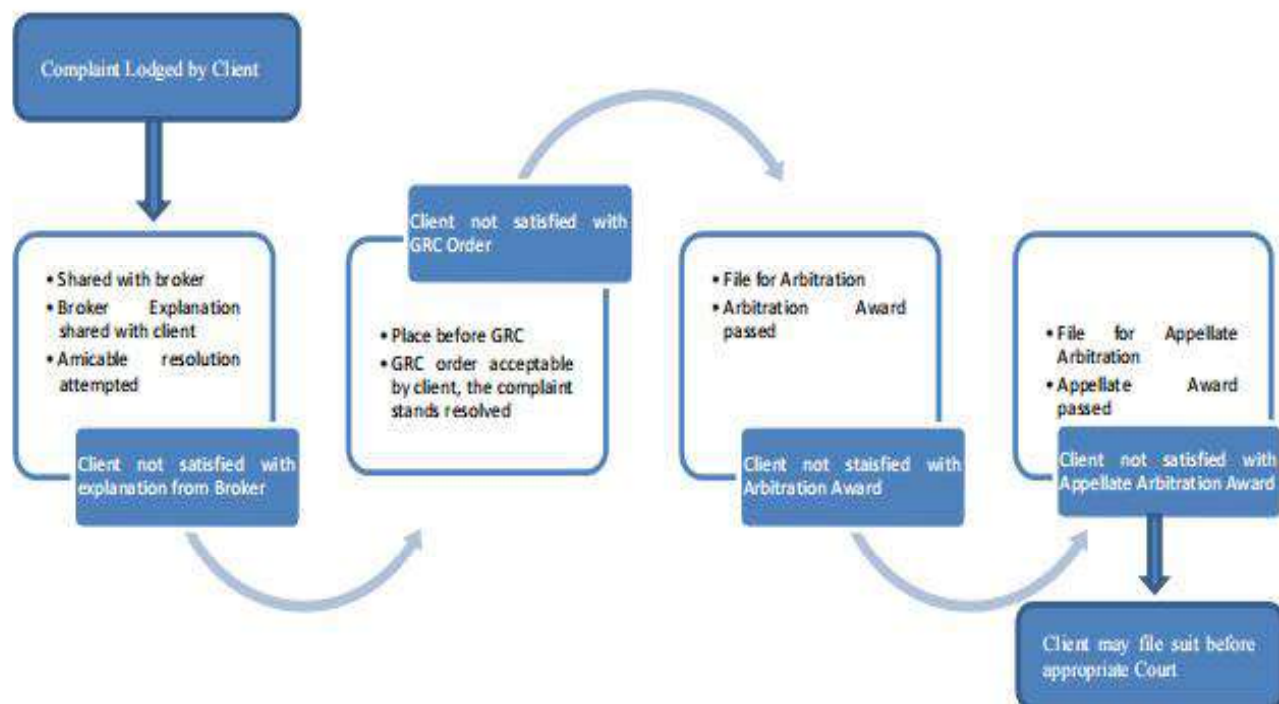 Complaint Lodged by Client
• Shared with broker
• Broker Explanation
shared with client
• Amicable resolution
attempted
Client not satisfied with
explanation from Broker
Client not satisfied with
GRC Order
• Place before GRC
• GRC order acceptable
by client, the complaint
stands resolved
• File for Arbitration
• Arbitration Award
passed
Client not staisfied with
Arbitration Award
• File for Appellate
Arbitration
• Appellate Award
passed
Client not satisfied with
Appellate Arbitration Award
Client may file suit before
appropriate Court